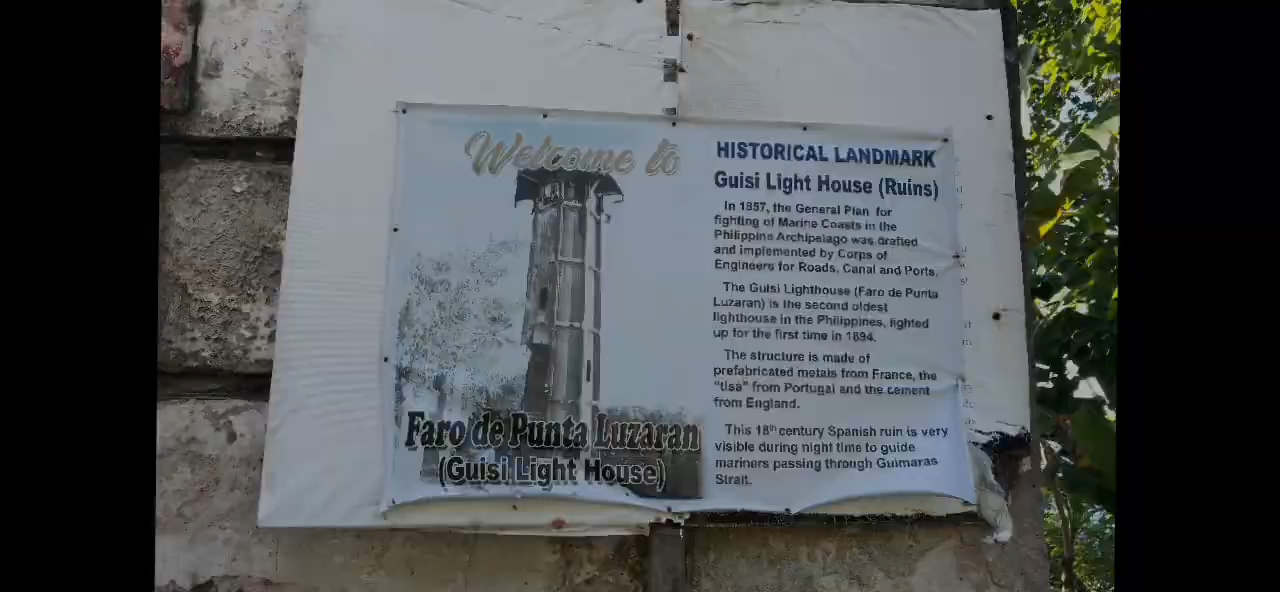 Welcome to
Faro de Punta Luzaran
(Guisi Light House)
HISTORICAL LANDMARK
Guisi Light House (Ruins)
In 1857, the General Plan for
fighting of Marine Coasts in the
Philippine Archipelago was drafted
and implemented by Corps of
Engineers for Roads, Canal and Ports.
The Guisi Lighthouse (Faro de Punta
Luzaran) is the second oldest
lighthouse in the Philippines, lighted
up for the first time in 1894.
The structure is made of
prefabricated metals from France, the
"tisa" from Portugal and the cement
from England.
This 18th century Spanish ruin is very
visible during night time to guide
mariners passing through Guimaras
Strait.